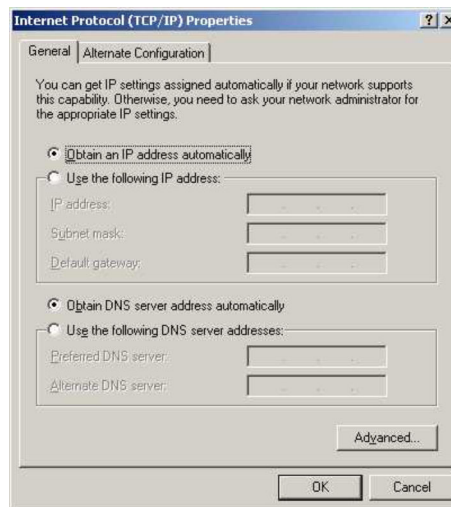 Internet Protocol (TCP/IP) Properties
General
Alternate Configuration
You can get IP settings assigned automatically if your network supports
this capability. Otherwise, you need to ask your network administrator for
the appropriate IP settings.
Obtain an IP address automatically
Use the following IP address:
IP address:
Subnet mask:
Default gateway:
Obtain DNS server address automatically
Use the following DNS server addresses:
Preferred DNS server:
Alternate DNS server:
Advanced...
OK
Cancel